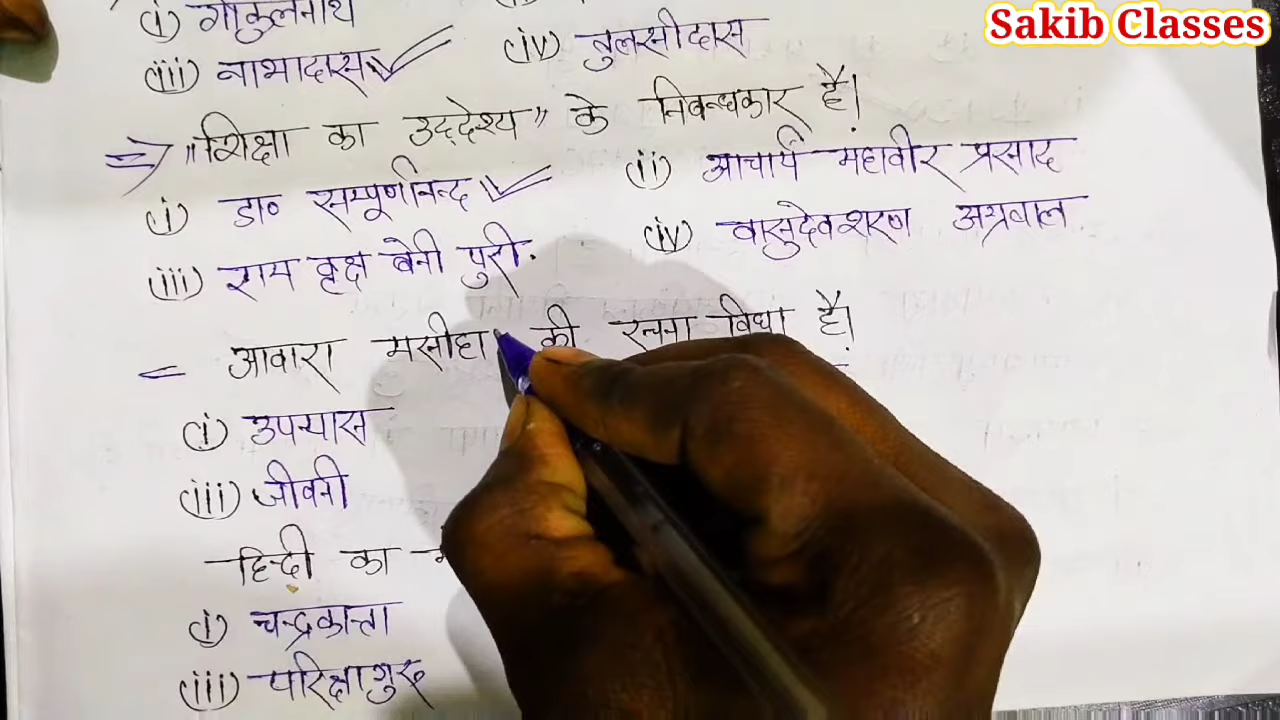 Sakib Classes
(i) गोकुलनाथ
(iii) नाभादास (iv) तुलसीदास
⇒ "शिक्षा का उद्देश्य" के निबन्धकार है।
(i) डा० सम्पूर्णानन्द (ii) आचार्य महावीर प्रसाद
(iii) राम वृक्ष बेनी पुरी. (iv) वासुदेवशरण अग्रवाल
= आवारा मसीहा की रचना विधा है।
(i) उपन्यास
(iii) जीवनी
हिन्दी का
(i) चन्द्रकान्ता
(iii) परिक्षागुरु